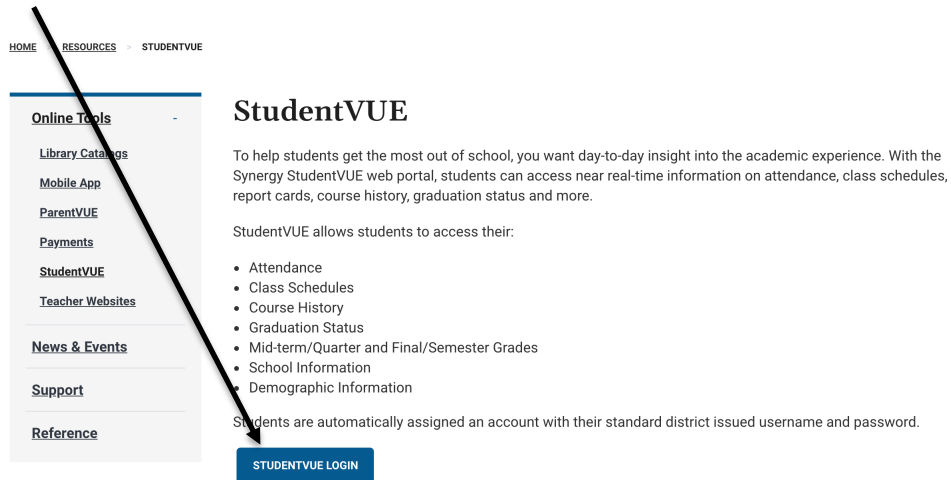 HOME > RESOURCES > STUDENTVUE
Online Tools -
Library Catalogs
Mobile App
ParentVUE
Payments
StudentVUE
Teacher Websites
News & Events
Support
Reference
StudentVUE
To help students get the most out of school, you want day-to-day insight into the academic experience. With the
Synergy StudentVUE web portal, students can access near real-time information on attendance, class schedules,
report cards, course history, graduation status and more.
StudentVUE allows students to access their:
• Attendance
• Class Schedules
• Course History
• Graduation Status
• Mid-term/Quarter and Final/Semester Grades
• School Information
• Demographic Information
Students are automatically assigned an account with their standard district issued username and password.
STUDENTVUE LOGIN